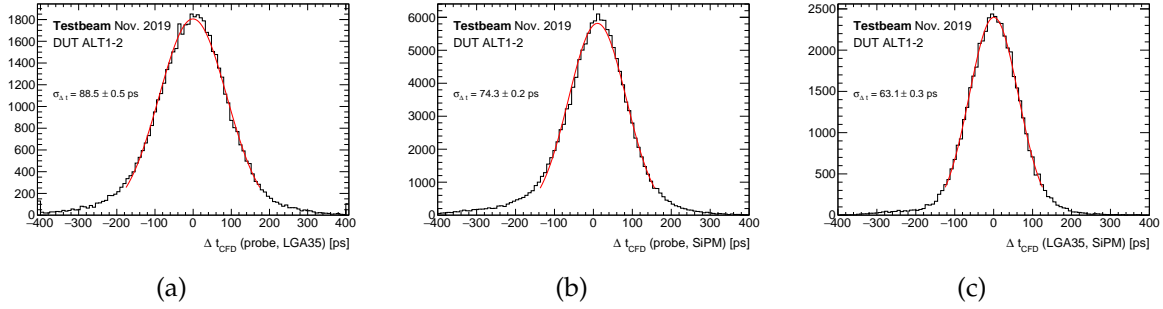 1800
1600
1400
1200
1000
800
600
400
200
0
Testbeam Nov. 2019
DUT ALT1-2
σΔ t = 88.5 ± 0.5 ps
−400 −300 −200 −100 0 100 200 300 400
Δ tCFD (probe, LGA35) [ps]
(a)
6000
5000
4000
3000
2000
1000
0
Testbeam Nov. 2019
DUT ALT1-2
σΔ t = 74.3 ± 0.2 ps
−400 −300 −200 −100 0 100 200 300 400
Δ tCFD (probe, SiPM) [ps]
(b)
2500
2000
1500
1000
500
0
Testbeam Nov. 2019
DUT ALT1-2
σΔ t = 63.1 ± 0.3 ps
−400 −300 −200 −100 0 100 200 300 400
Δ tCFD (LGA35, SiPM) [ps]
(c)